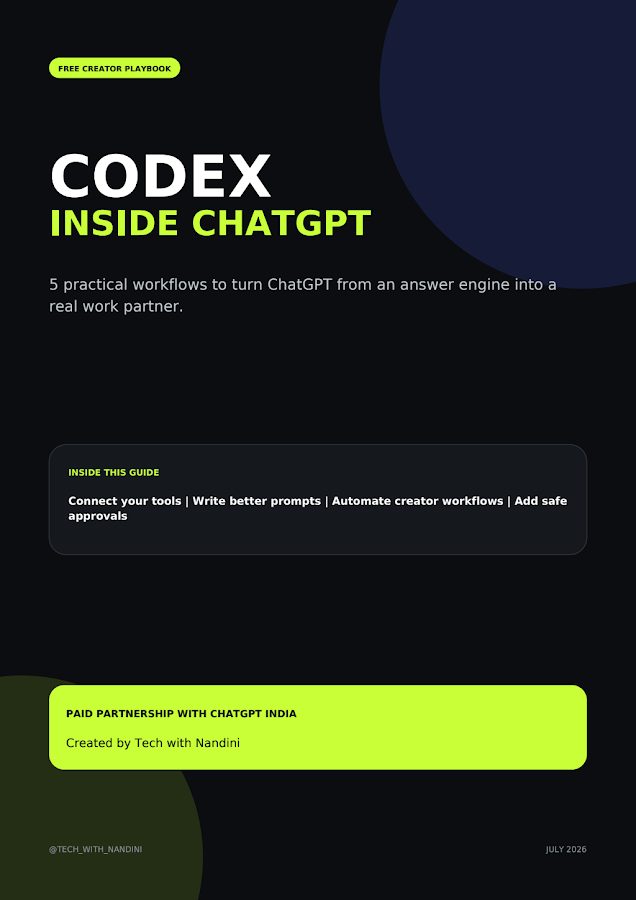 FREE CREATOR PLAYBOOK
CODEX
INSIDE CHATGPT
5 practical workflows to turn ChatGPT from an answer engine into a
real work partner.
INSIDE THIS GUIDE
Connect your tools | Write better prompts | Automate creator workflows | Add safe
approvals
PAID PARTNERSHIP WITH CHATGPT INDIA
Created by Tech with Nandini
@TECH_WITH_NANDINI
JULY 2026